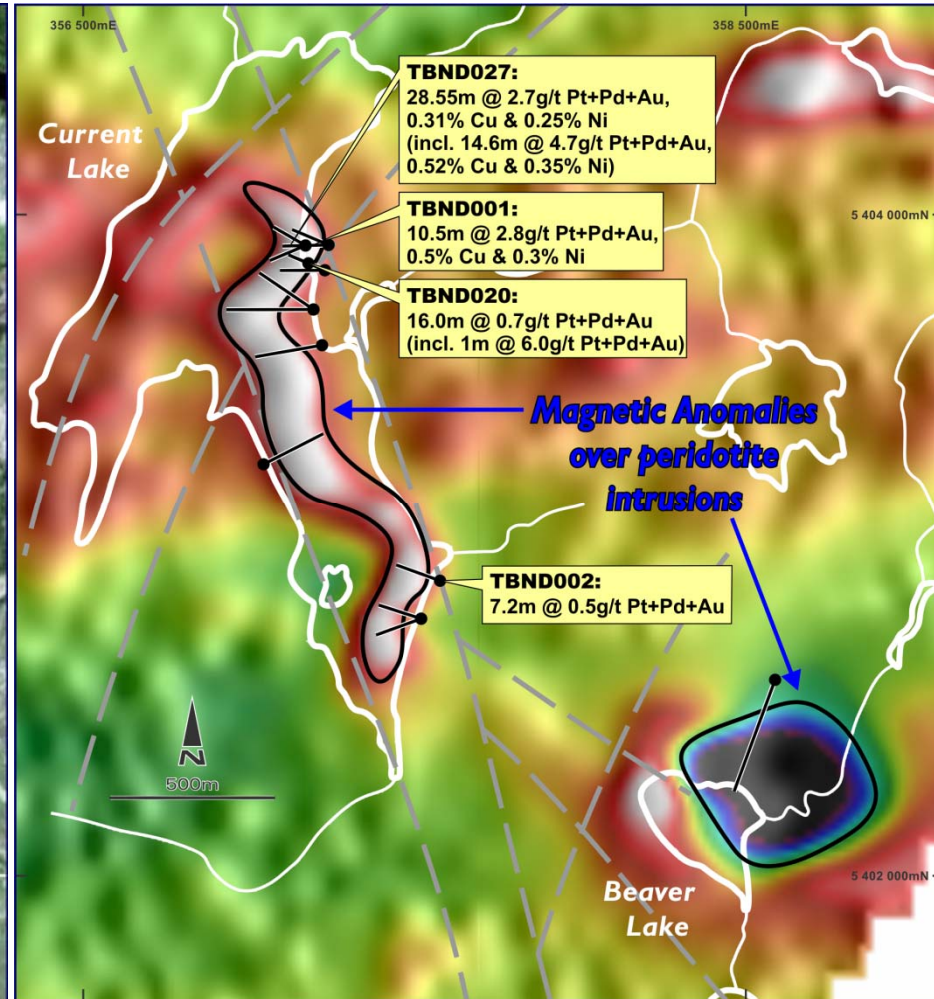 356 500mE
358 500mE
TBND027:
28.55m @ 2.7g/t Pt+Pd+Au,
0.31% Cu & 0.25% Ni
(incl. 14.6m @ 4.7g/t Pt+Pd+Au,
0.52% Cu & 0.35% Ni)
Current
Lake
TBND001:
10.5m @ 2.8g/t Pt+Pd+Au,
0.5% Cu & 0.3% Ni
5 404 000mN
TBND020:
16.0m @ 0.7g/t Pt+Pd+Au
(incl. 1m @ 6.0g/t Pt+Pd+Au)
Magnetic Anomalies
over peridotite
intrusions
TBND002:
7.2m @ 0.5g/t Pt+Pd+Au
N
500m
5 402 000mN
Beaver
Lake